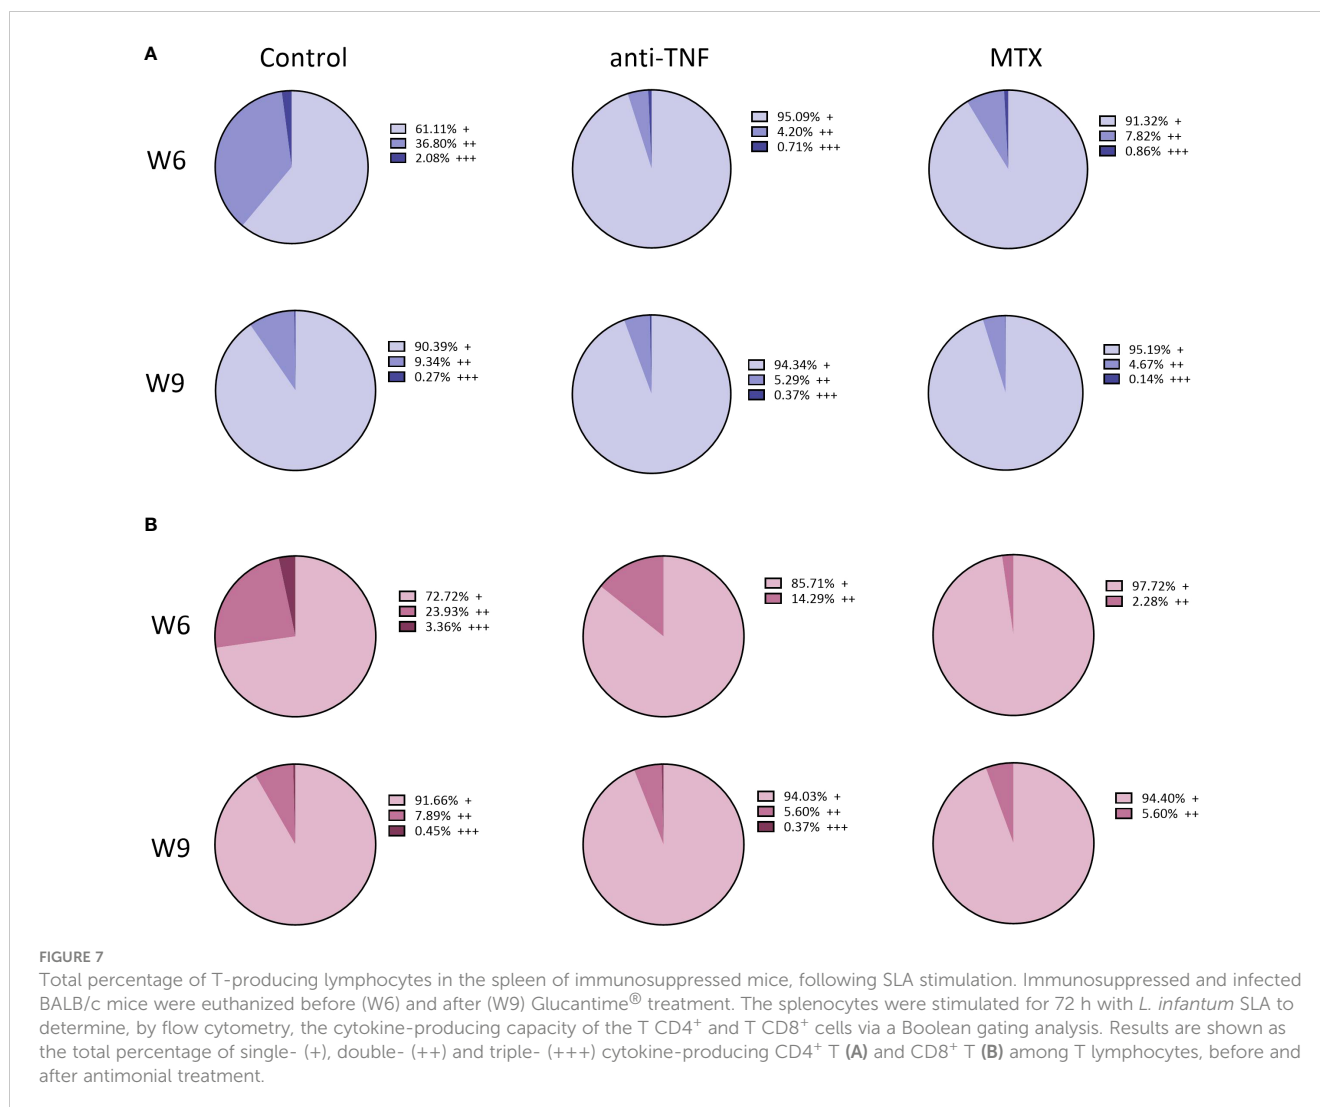 A
Control
anti-TNF
MTX
W6
61.11% +
36.80% ++
2.08% +++
95.09% +
4.20% ++
0.71% +++
91.32% +
7.82% ++
0.86% +++
W9
90.39% +
9.34% ++
0.27% +++
94.34% +
5.29% ++
0.37% +++
95.19% +
4.67% ++
0.14% +++
B
W6
72.72% +
23.93% ++
3.36% +++
85.71% +
14.29% ++
97.72% +
2.28% ++
W9
91.66% +
7.89% ++
0.45% +++
94.03% +
5.60% ++
0.37% +++
94.40% +
5.60% ++
FIGURE 7
Total percentage of T-producing lymphocytes in the spleen of immunosuppressed mice, following SLA stimulation. Immunosuppressed and infected
BALB/c mice were euthanized before (W6) and after (W9) Glucantime® treatment. The splenocytes were stimulated for 72 h with L. infantum SLA to
determine, by flow cytometry, the cytokine-producing capacity of the T CD4⁺ and T CD8⁺ cells via a Boolean gating analysis. Results are shown as
the total percentage of single- (+), double- (++) and triple- (+++) cytokine-producing CD4⁺ T (A) and CD8⁺ T (B) among T lymphocytes, before and
after antimonial treatment.